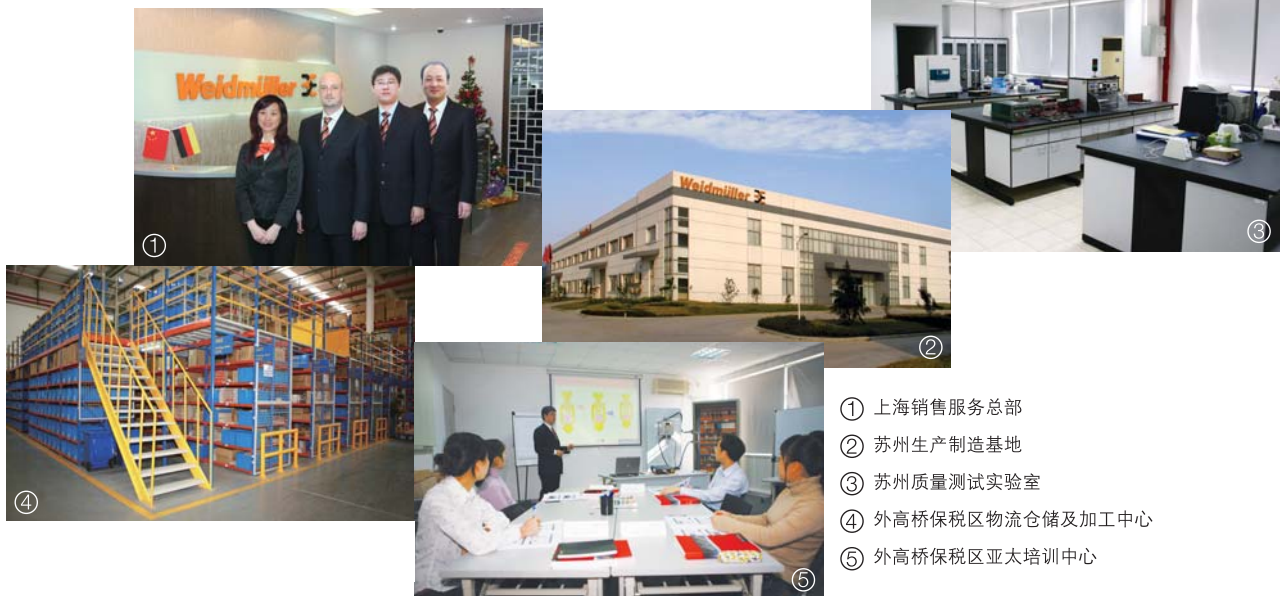 Weidmüller
①
Weidmüller
②
③
④
⑤
① 上海销售服务总部
② 苏州生产制造基地
③ 苏州质量测试实验室
④ 外高桥保税区物流仓储及加工中心
⑤ 外高桥保税区亚太培训中心